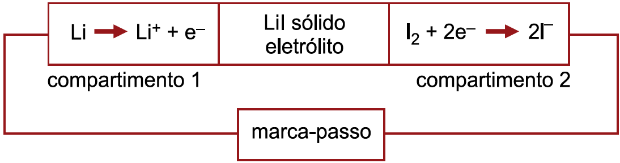 Li → Li⁺ + e⁻
LiI sólido
eletrólito
I₂ + 2e⁻ → 2I⁻
compartimento 1
compartimento 2
marca-passo